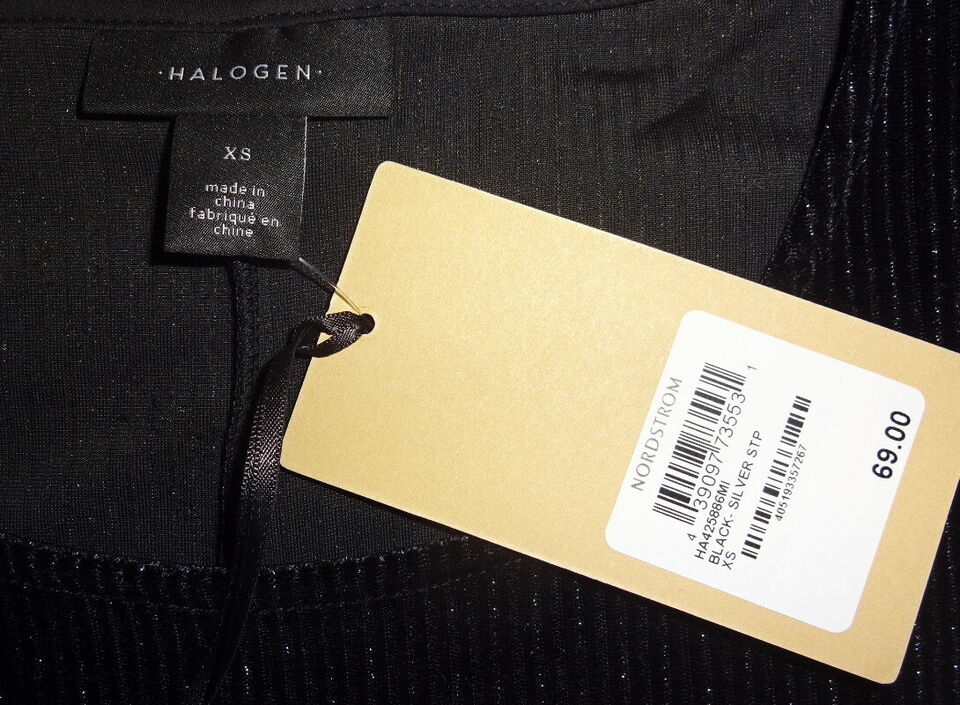 ·HALOGEN·
XS
made in
china
fabriqué en
chine
NORDSTROM
4 39097 73553 1
HA425886MI
BLACK- SILVER STP
XS
405193357267
69.00